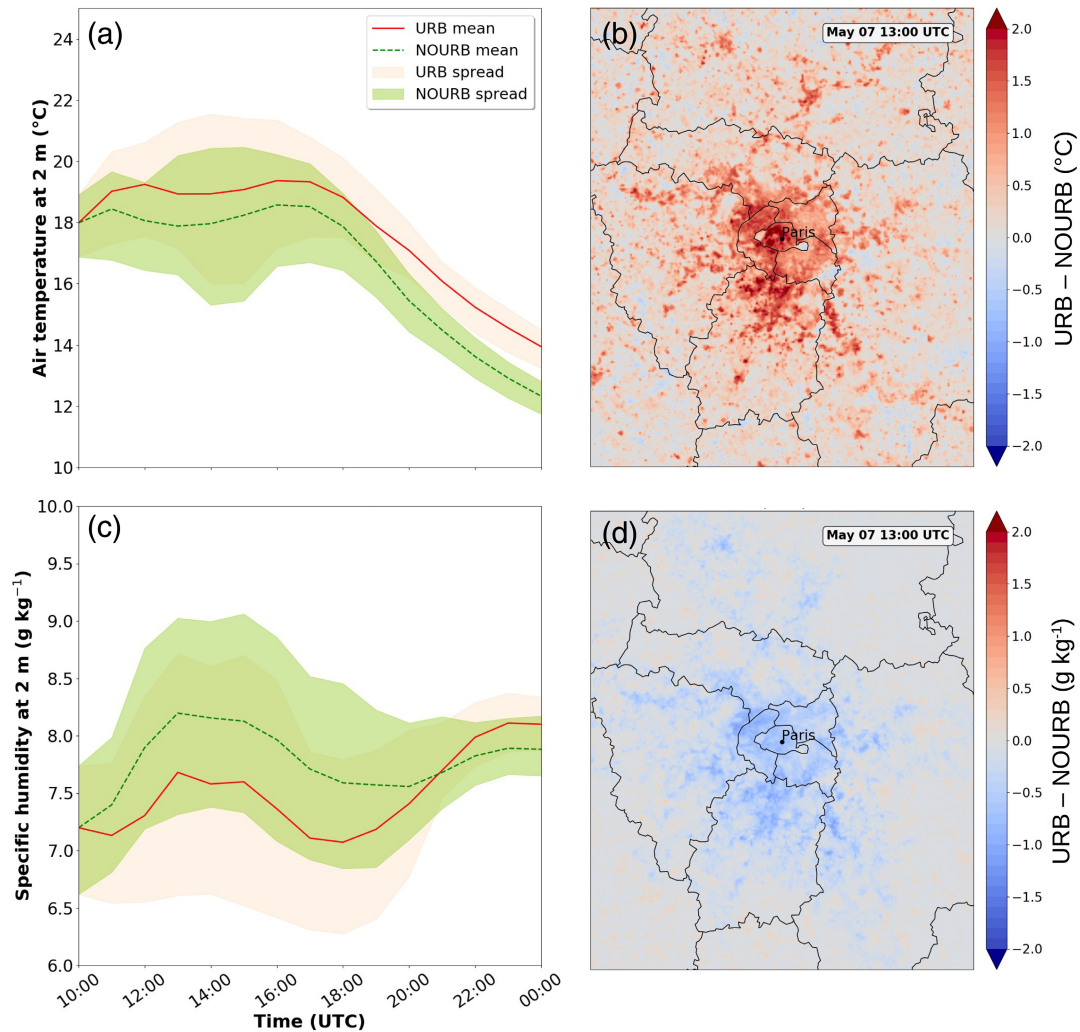 (a)
URB mean
NOURB mean
URB spread
NOURB spread
Air temperature at 2 m (°C)
24
22
20
18
16
14
12
10
(b)
May 07 13:00 UTC
Paris
2.0
1.5
1.0
0.5
0.0
−0.5
−1.0
−1.5
−2.0
URB − NOURB (°C)
(c)
Specific humidity at 2 m (g kg⁻¹)
10.0
9.5
9.0
8.5
8.0
7.5
7.0
6.5
6.0
10:00
12:00
14:00
16:00
18:00
20:00
22:00
00:00
Time (UTC)
(d)
May 07 13:00 UTC
Paris
2.0
1.5
1.0
0.5
0.0
−0.5
−1.0
−1.5
−2.0
URB − NOURB (g kg⁻¹)